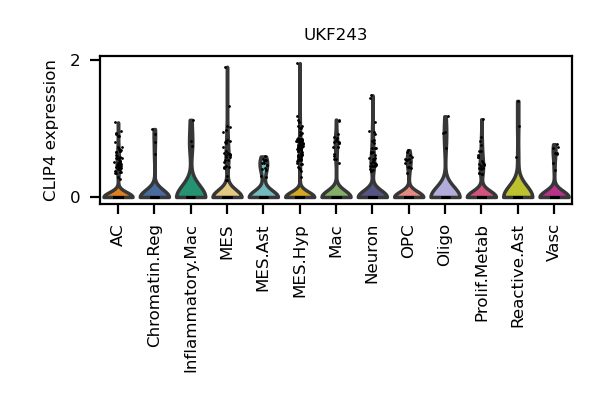 UKF243
CLIP4 expression
2
0
AC
Chromatin.Reg
Inflammatory.Mac
MES
MES.Ast
MES.Hyp
Mac
Neuron
OPC
Oligo
Prolif.Metab
Reactive.Ast
Vasc